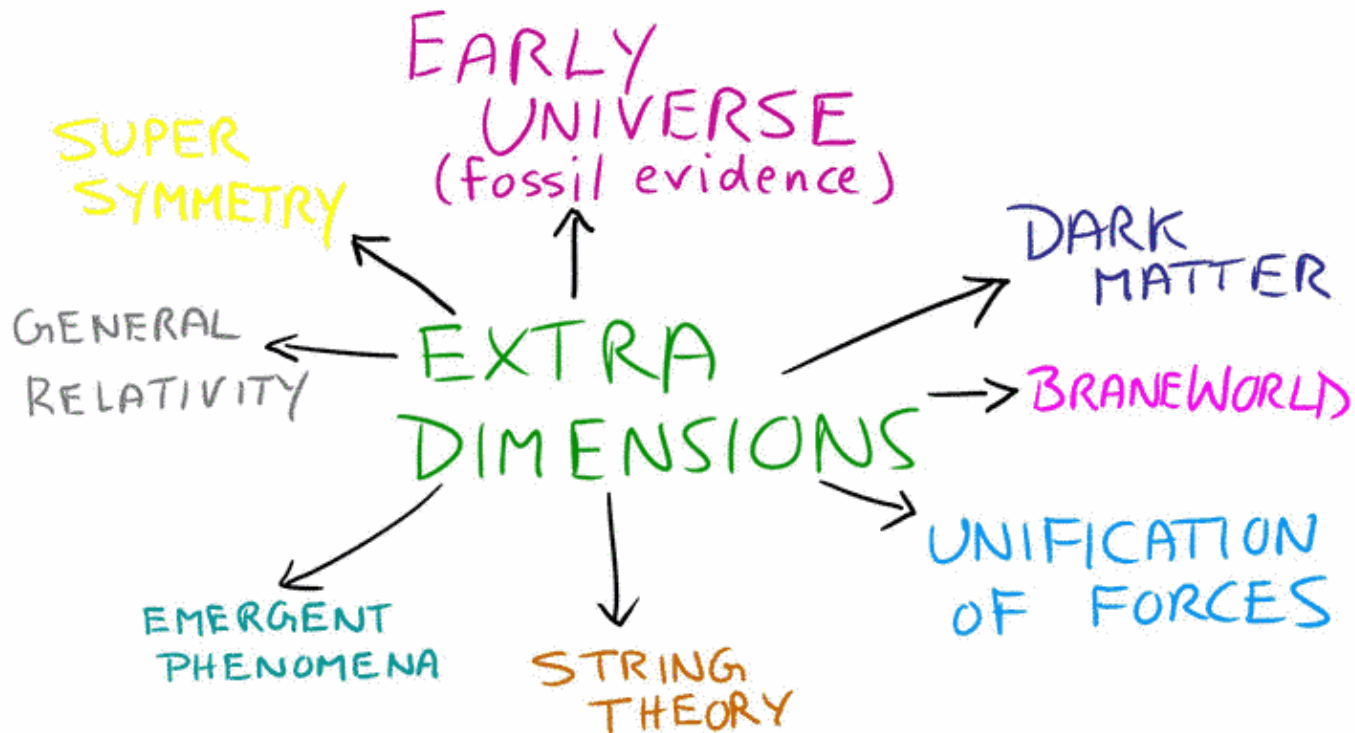 EARLY
UNIVERSE
(fossil evidence)
SUPER
SYMMETRY
DARK
MATTER
GENERAL
RELATIVITY
EXTRA
DIMENSIONS
BRANEWORLD
UNIFICATION
OF FORCES
EMERGENT
PHENOMENA
STRING
THEORY